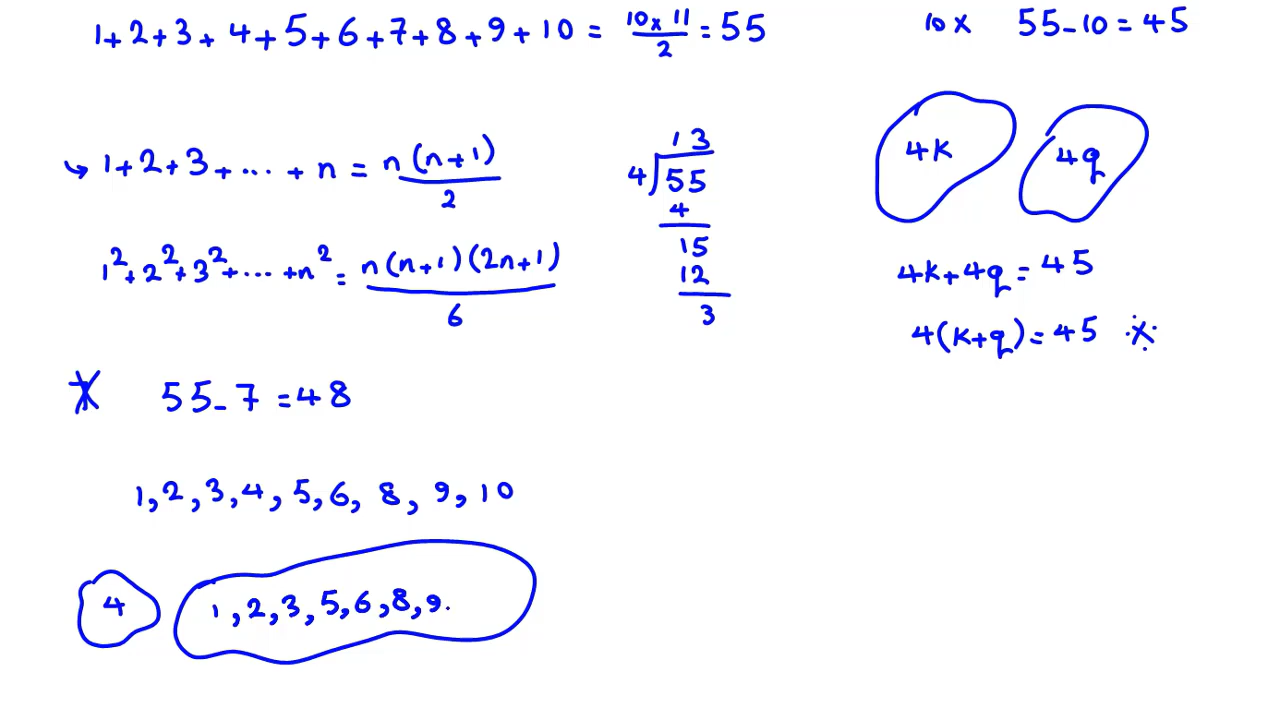 1+2+3+4+5+6+7+8+9+10 = 10×11/2 = 55
10 x 55-10=45
↳ 1+2+3+...+n = n(n+1)/2
1²+2²+3²+...+n² = n(n+1)(2n+1)/6
13
4 55
4
15
12
3
4k 4q
4k+4q=45
4(k+q)=45 ※
55-7=48
1,2,3,4,5,6,8,9,10
4 1,2,3,5,6,8,9.